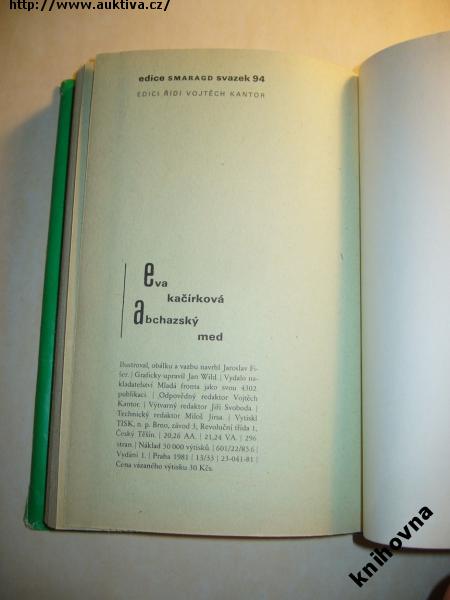 http://www.auktiva.cz/
edice SMARAGD svazek 94
EDICI ŘÍDÍ VOJTĚCH KANTOR
eva
kačírková
abchazský
med
Ilustroval, obálku a vazbu navrhl Jaroslav Fi-
šer. | Graficky upravil Jan Wild | Vydalo na-
kladatelství Mladá fronta jako svou 4302.
publikaci. | Odpovědný redaktor Vojtěch
Kantor. | Výtvarný redaktor Jiří Svoboda. |
Technický redaktor Miloš Jirsa. | Vytiskl
TISK, n. p. Brno, závod 3, Revoluční třída 1,
Český Těšín. | 20,26 AA. | 21,24 VA. | 296
stran. | Náklad 50 000 výtisků. | 601/22/85.6 |
Vydání 1. | Praha 1981 | 13/33 | 23-041-81 |
Cena vázaného výtisku 30 Kčs.
knihovna